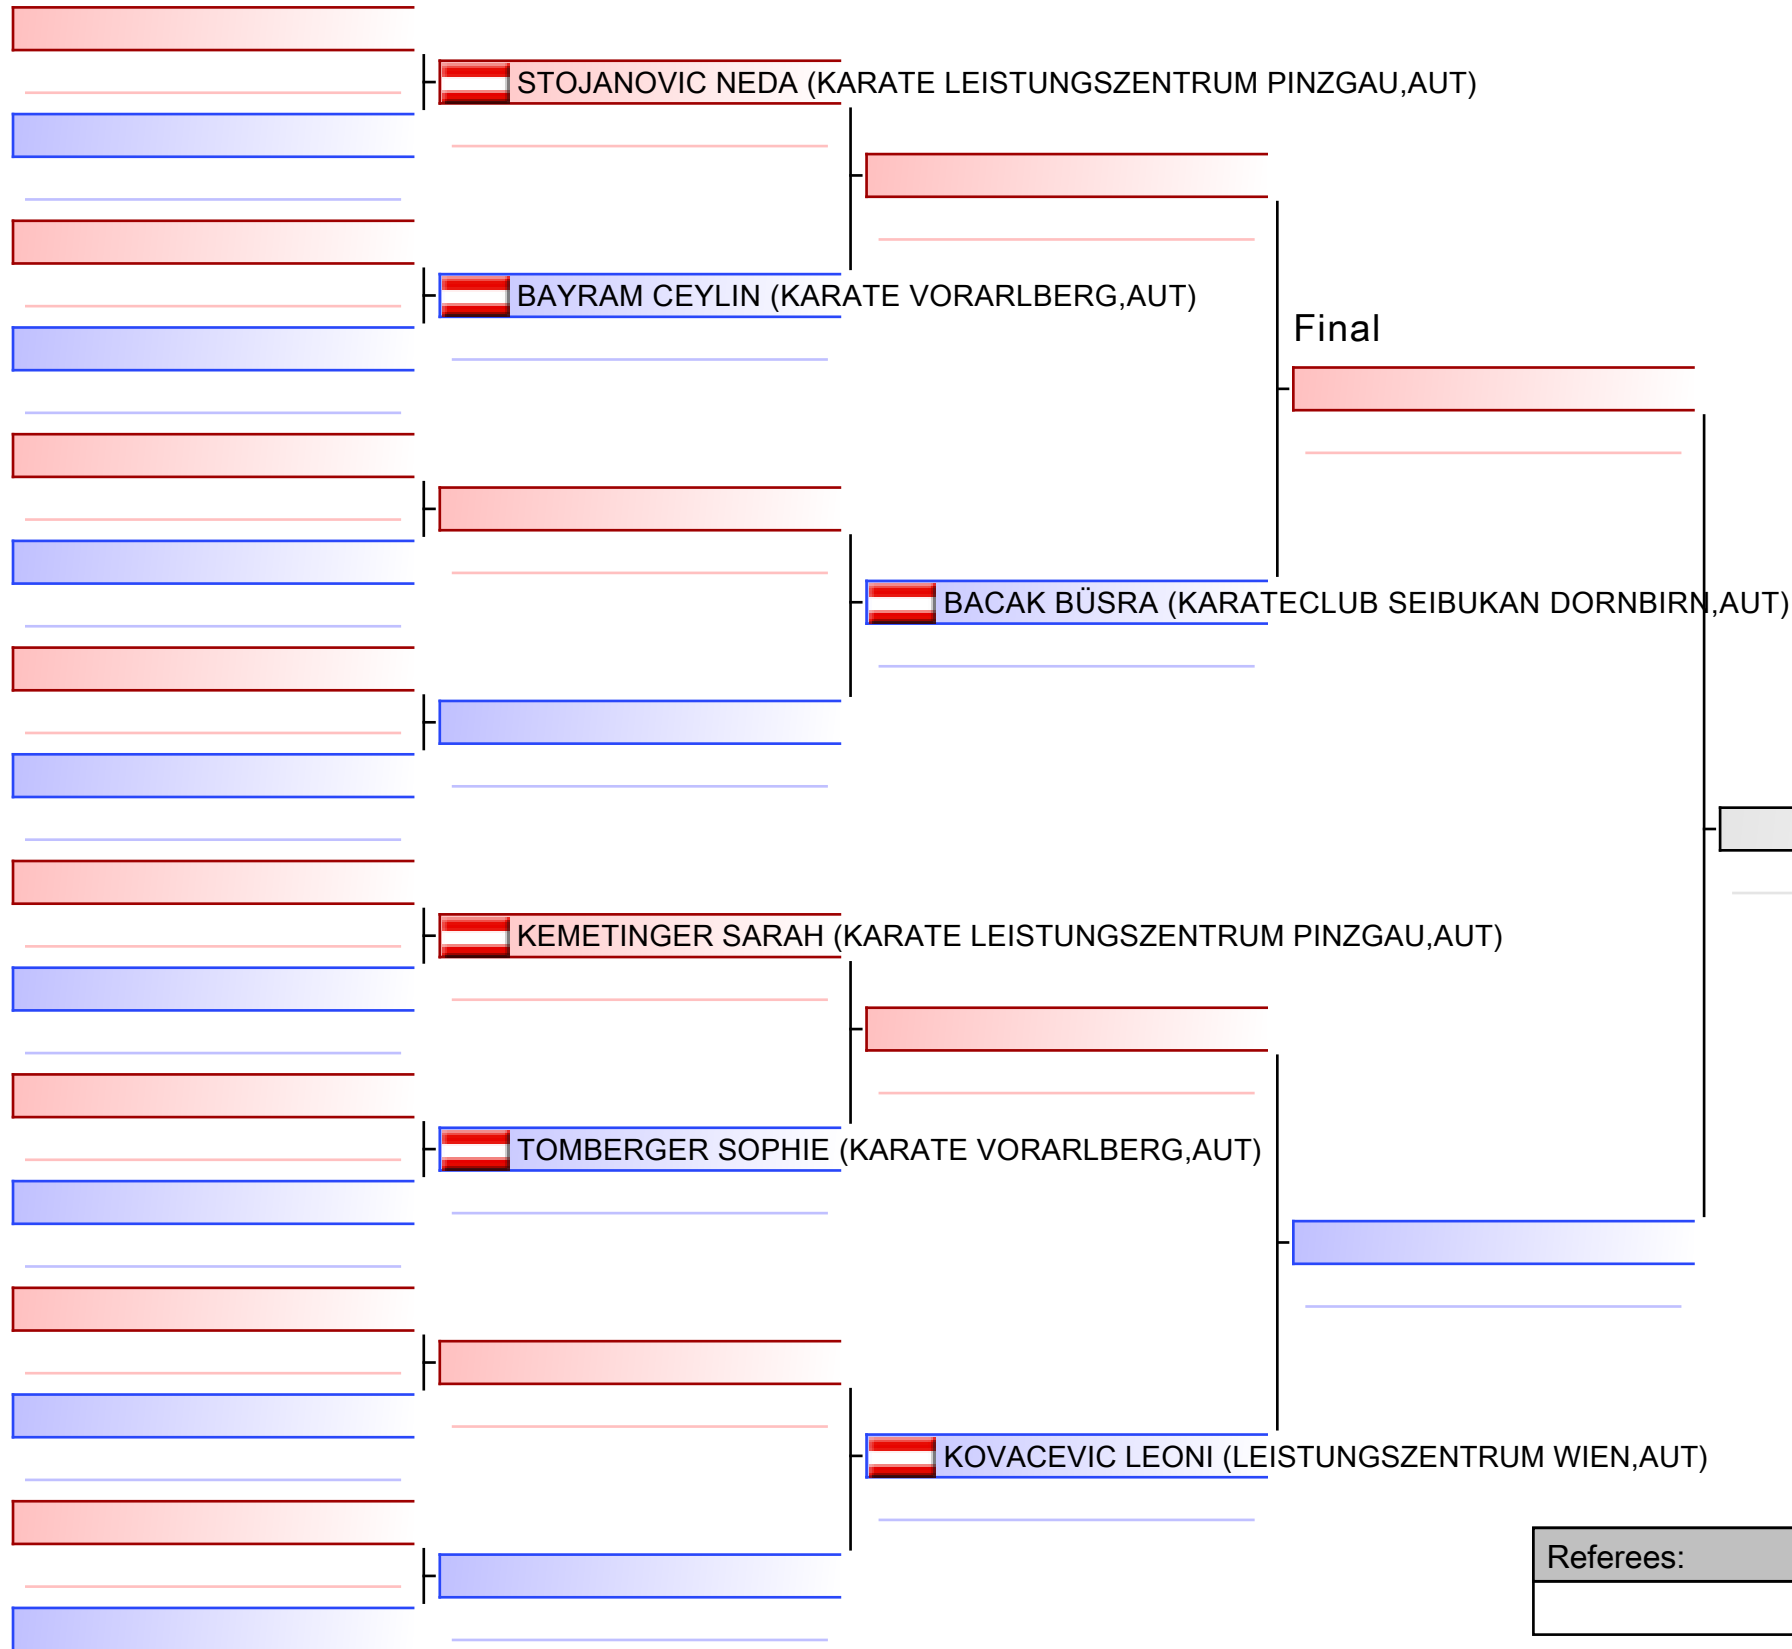 STOJANOVIC NEDA (KARATE LEISTUNGSZENTRUM PINZGAU,AUT)
BAYRAM CEYLIN (KARATE VORARLBERG,AUT)
Final
BACAK BÜSRA (KARATECLUB SEIBUKAN DORNBIRN,AUT)
KEMETINGER SARAH (KARATE LEISTUNGSZENTRUM PINZGAU,AUT)
TOMBERGER SOPHIE (KARATE VORARLBERG,AUT)
KOVACEVIC LEONI (LEISTUNGSZENTRUM WIEN,AUT)
Referees: